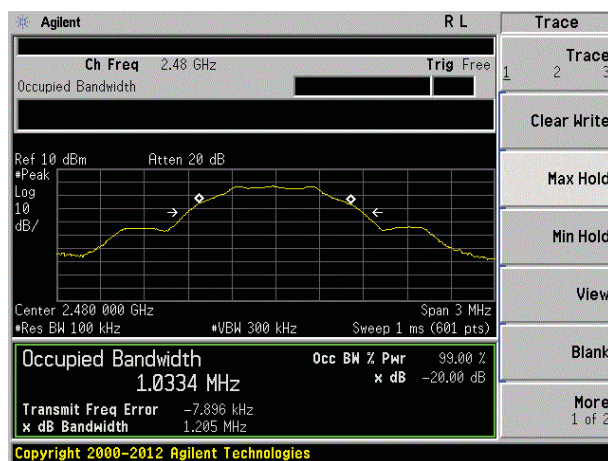 Agilent R L Trace
Ch Freq 2.48 GHz Trig Free
Occupied Bandwidth
Trace
1 2 3
Clear Write
Max Hold
Min Hold
View
Blank
More
1 of 2
Ref 10 dBm Atten 20 dB
#Peak
Log
10
dB/
Center 2.480 000 GHz Span 3 MHz
#Res BW 100 kHz #VBW 300 kHz Sweep 1 ms (601 pts)
Occupied Bandwidth Occ BW % Pwr 99.00 %
1.0334 MHz x dB -20.00 dB
Transmit Freq Error -7.896 kHz
x dB Bandwidth 1.205 MHz
Copyright 2000-2012 Agilent Technologies